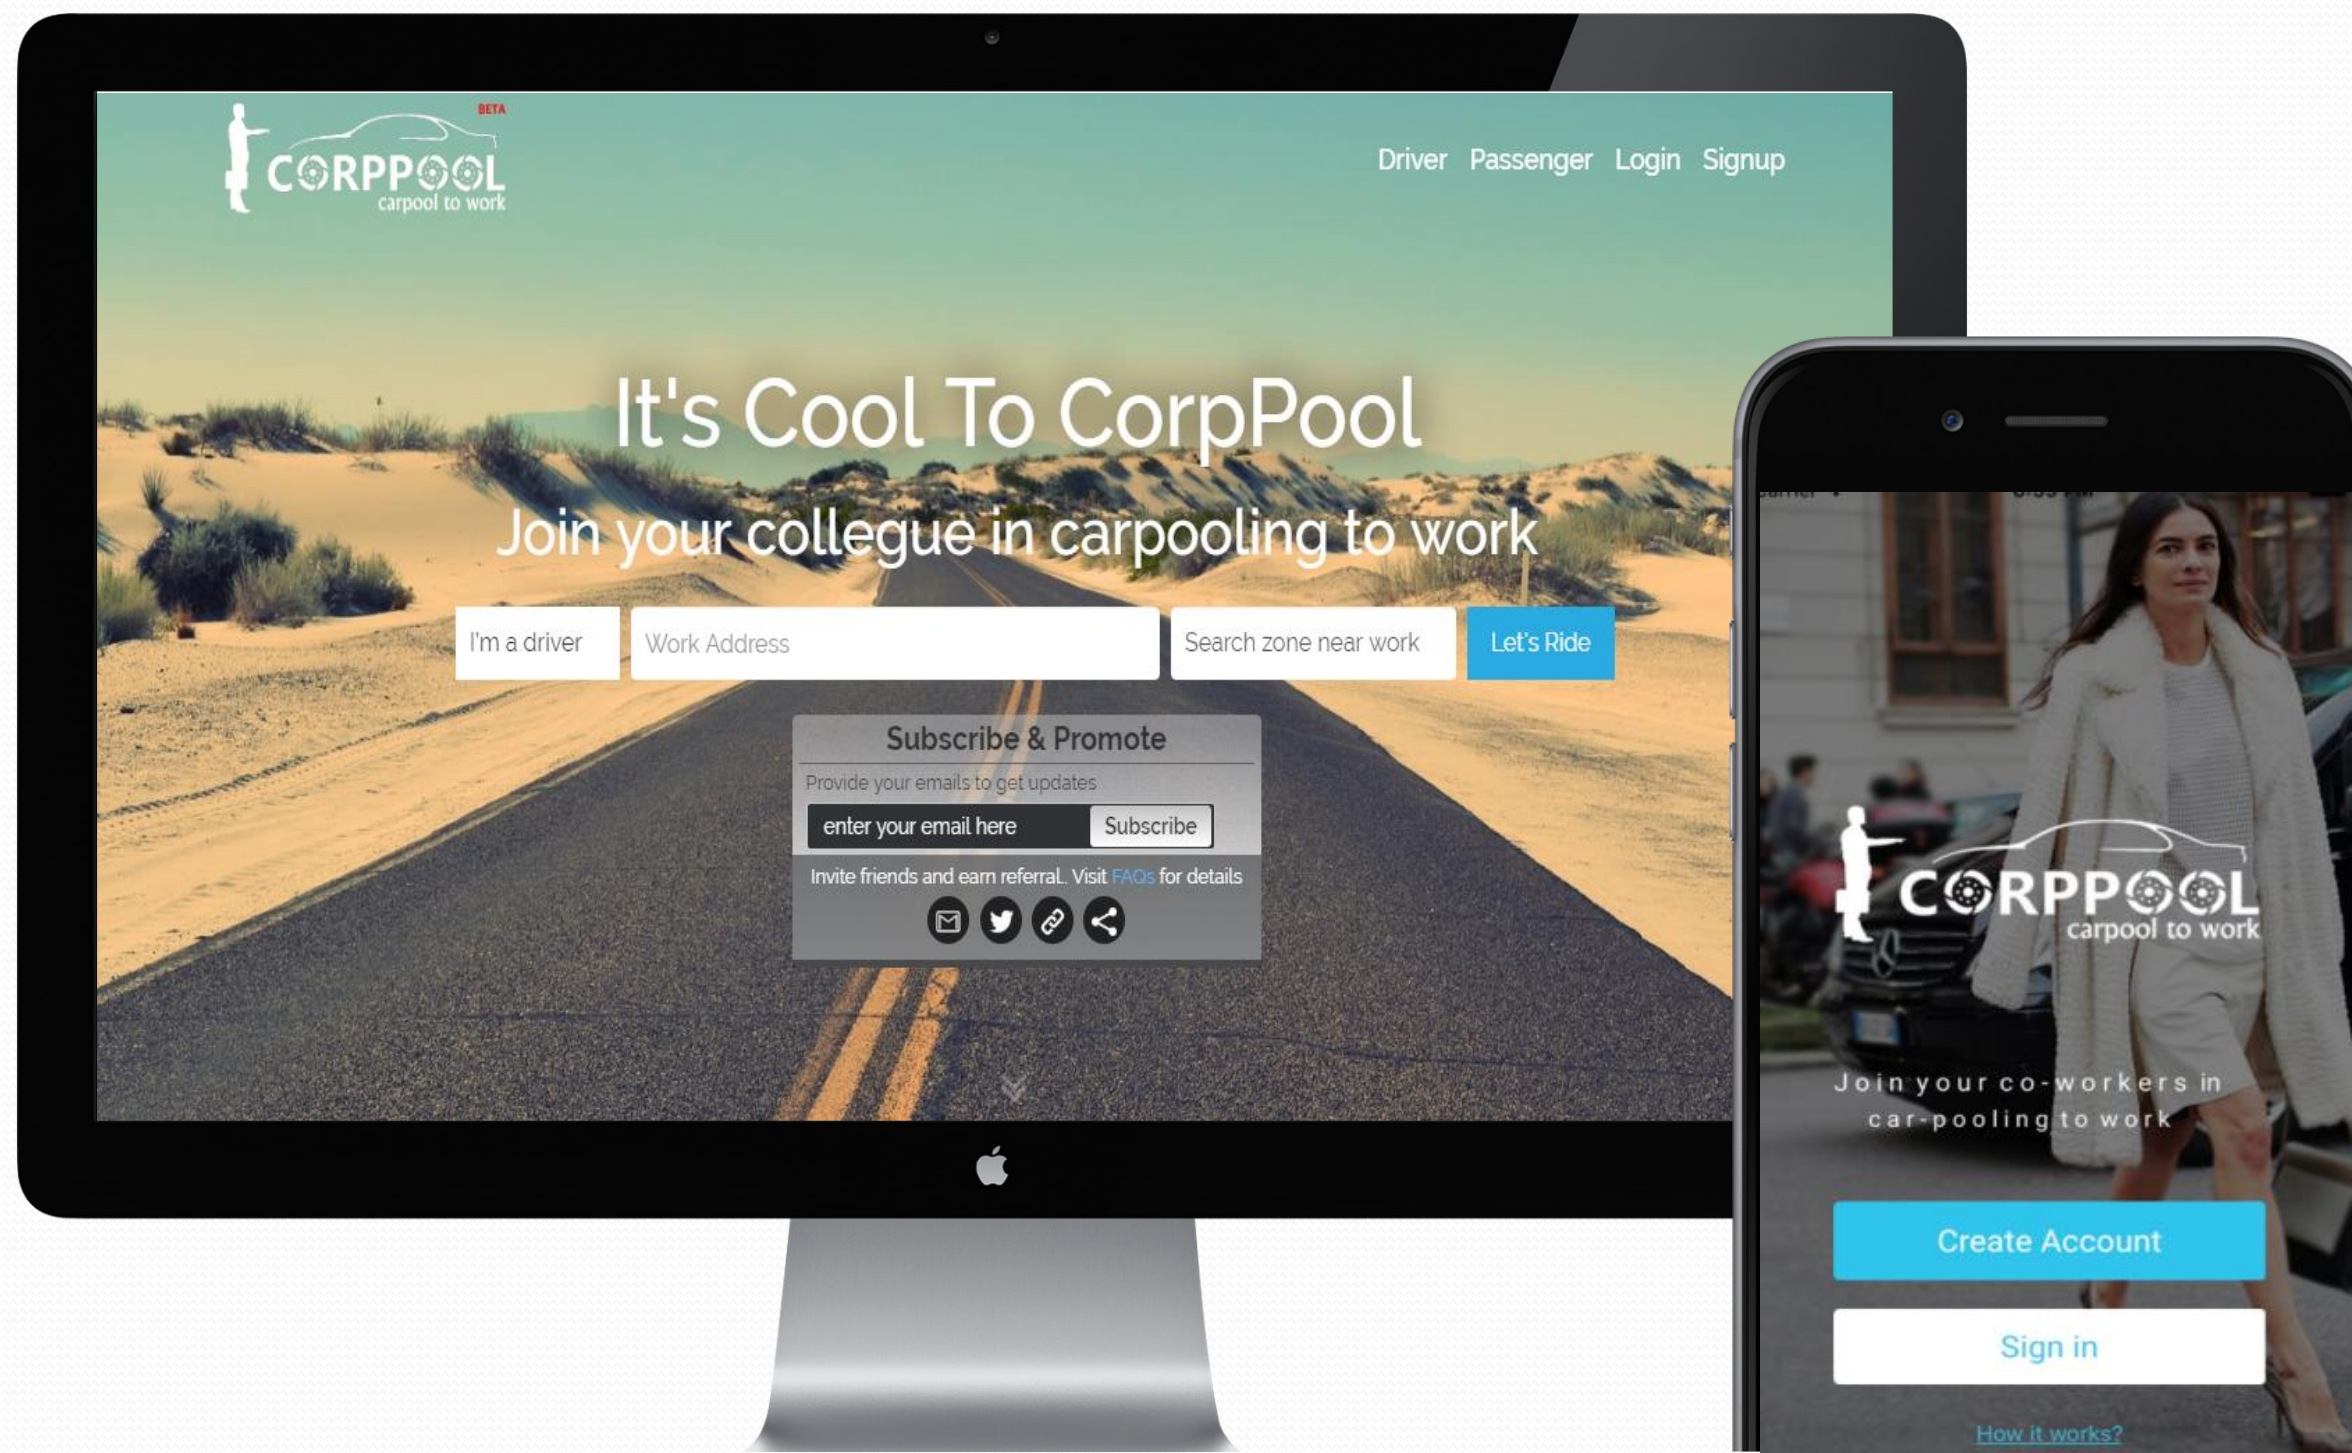 BETA
CORPPOOL
carpool to work
Driver Passenger Login Signup
It's Cool To CorpPool
Join your collegue in carpooling to work
I'm a driver
Work Address
Search zone near work
Let's Ride
Subscribe & Promote
Provide your emails to get updates
enter your email here
Subscribe
Invite friends and earn referral.. Visit FAQs for details
CORPPOOL
carpool to work
Join your co-workers in
car-pooling to work
Create Account
Sign in
How it works?